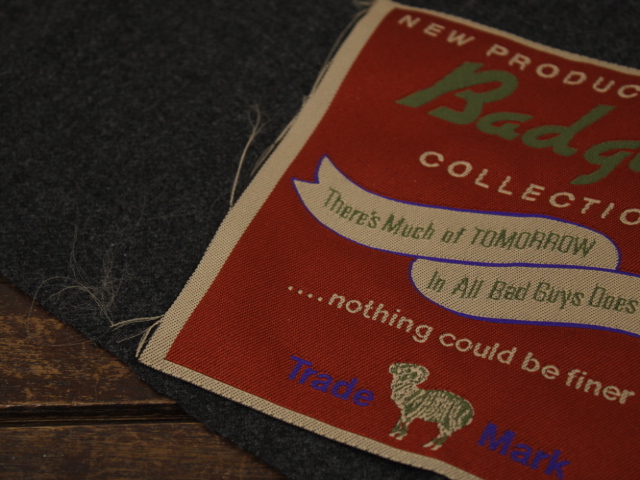 NEW PRODUC
Badg
COLLECTIO
There's Much of TOMORROW
In All Bad Guys Does
....nothing could be finer
Trade Mark